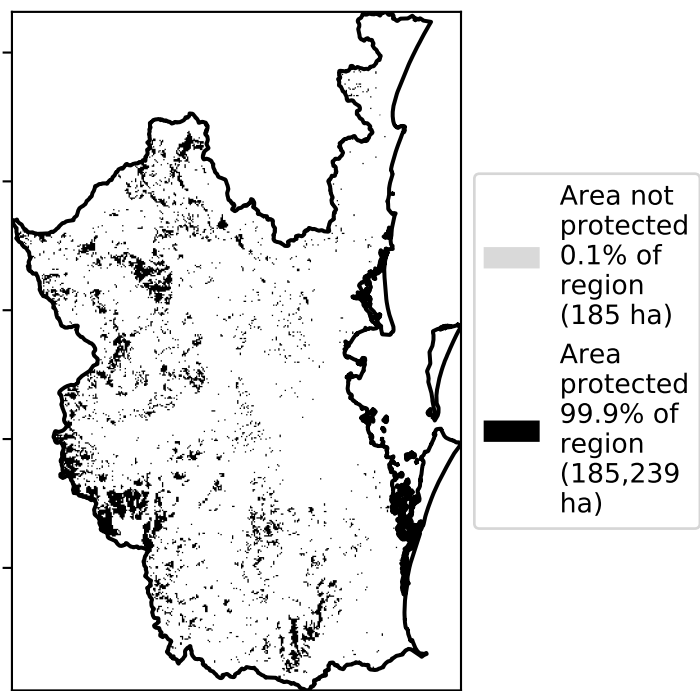 Area not
protected
0.1% of
region
(185 ha)
Area
protected
99.9% of
region
(185,239
ha)